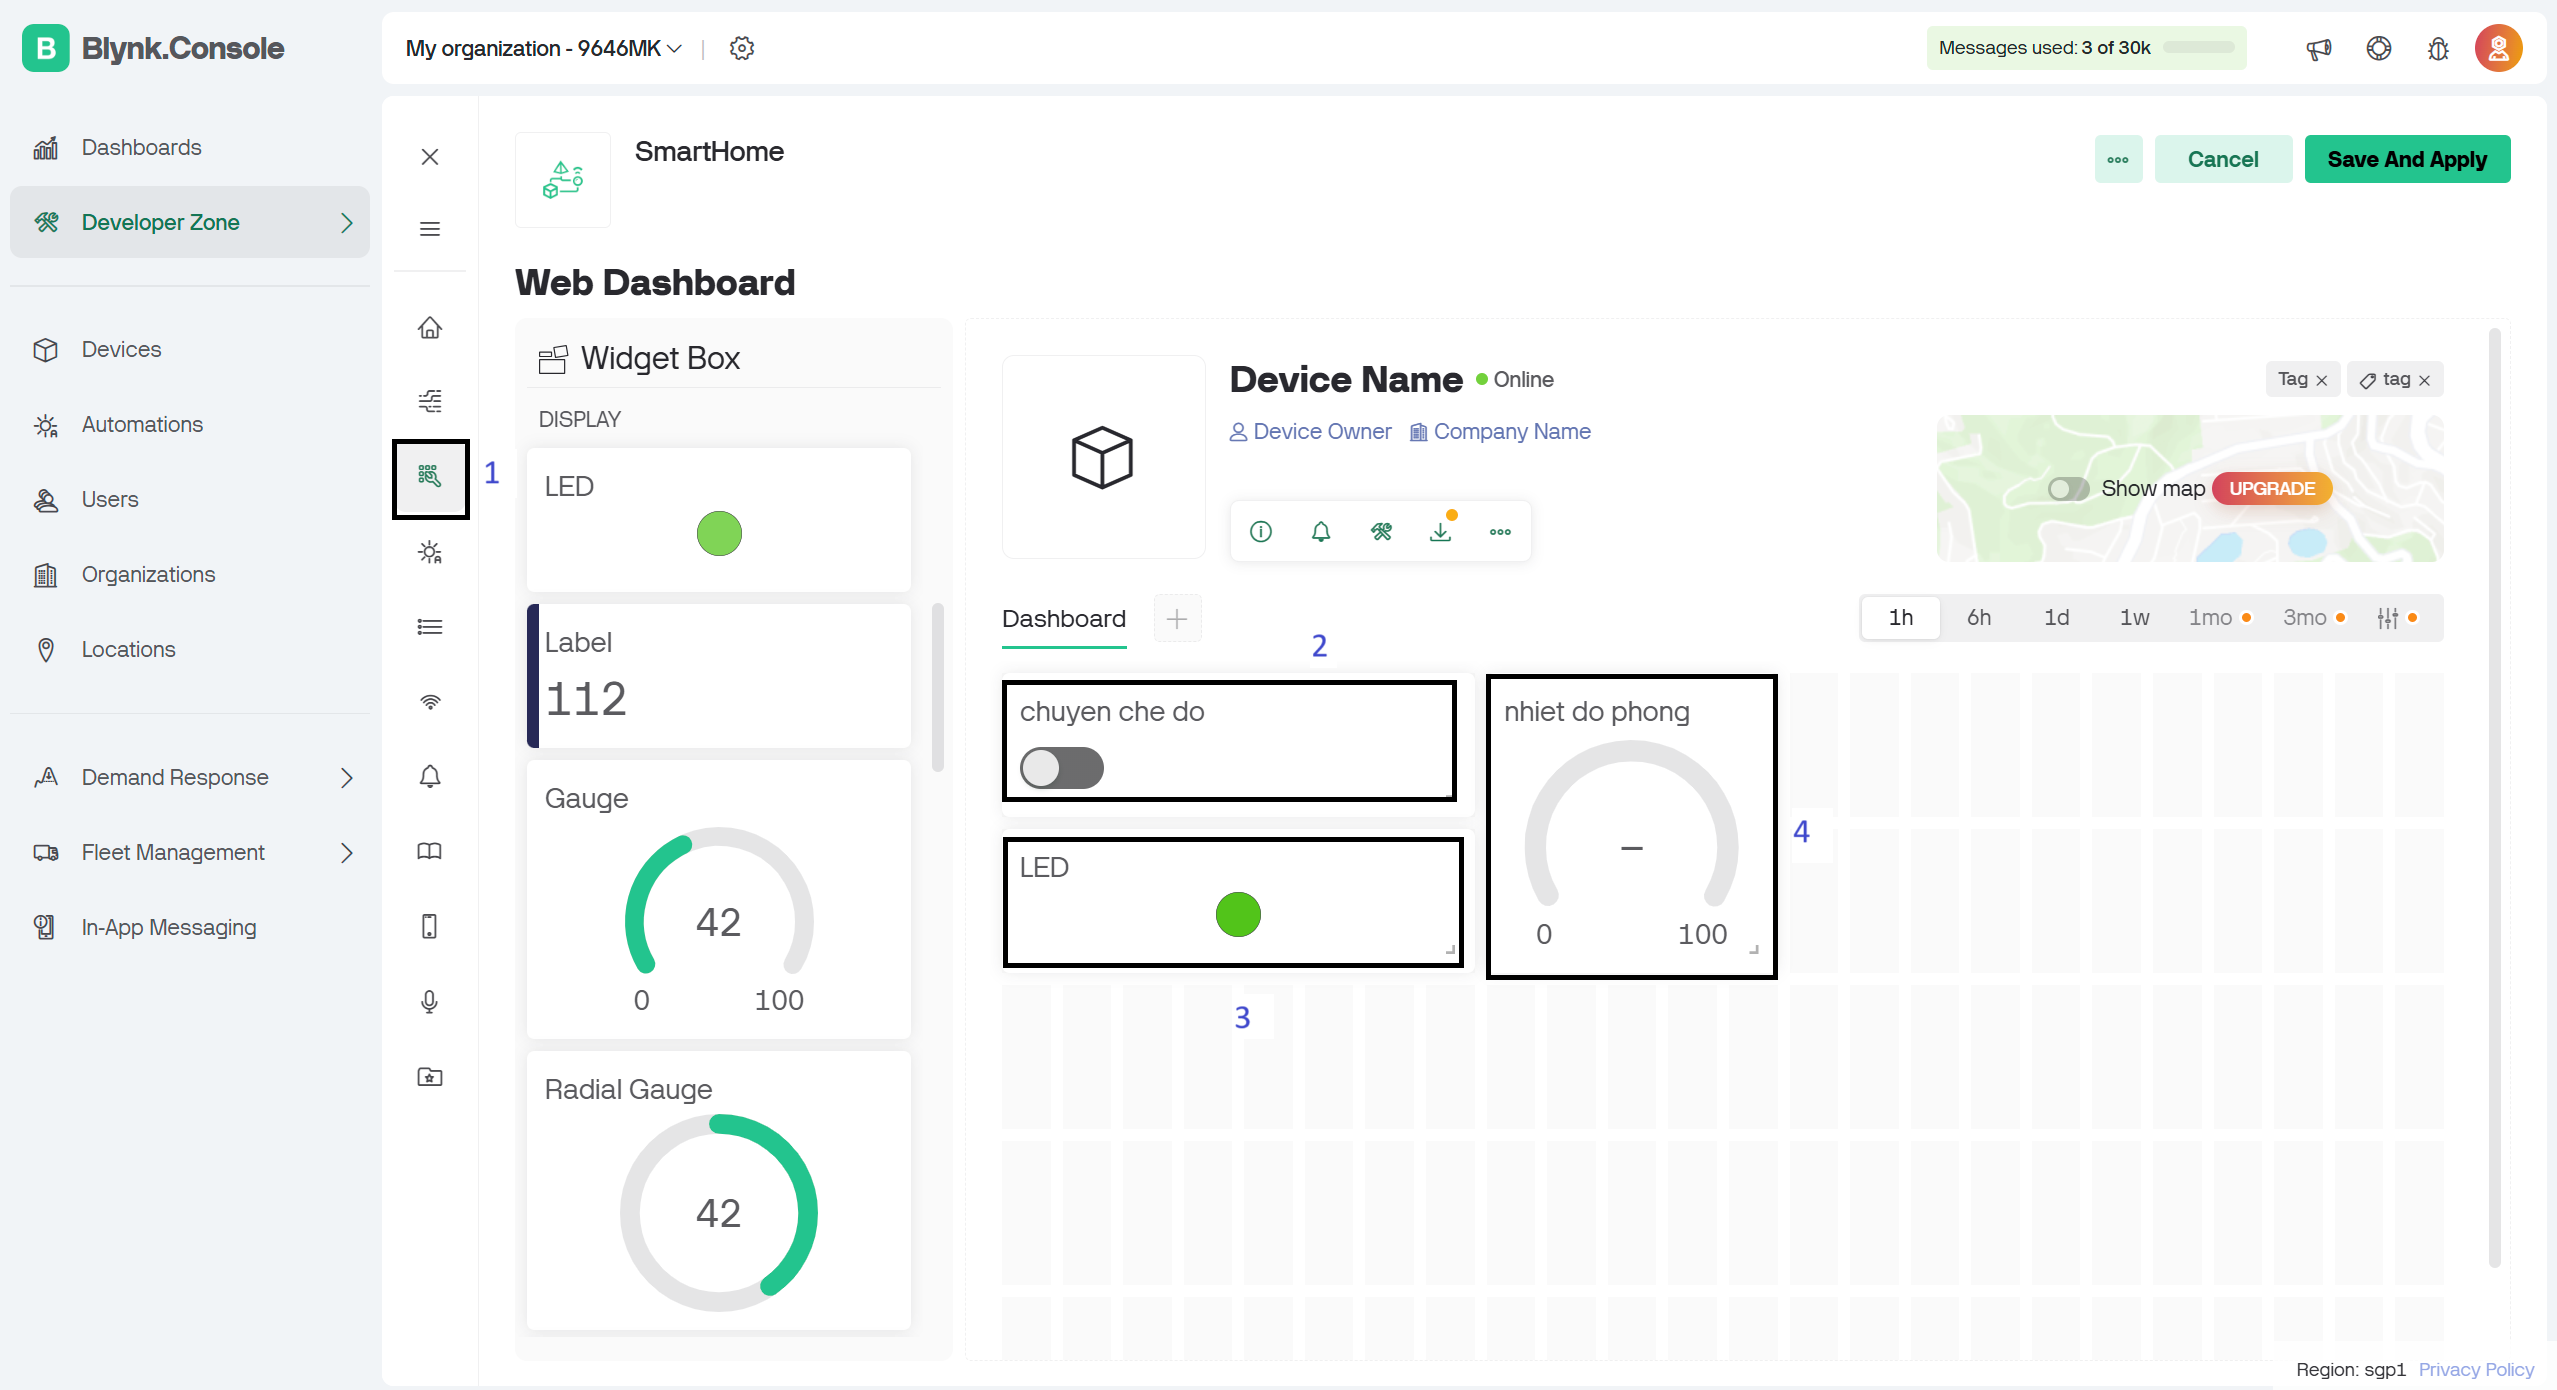 B Blynk.Console
My organization - 9646MK
Messages used: 3 of 30k
Dashboards
Developer Zone
Devices
Automations
Users
Organizations
Locations
Demand Response
Fleet Management
In-App Messaging
SmartHome
Cancel
Save And Apply
Web Dashboard
1
Widget Box
DISPLAY
LED
Label
112
Gauge
42
0 100
Radial Gauge
42
Device Name Online
Device Owner Company Name
Tag tag
Show map UPGRADE
Dashboard
1h 6h 1d 1w 1mo 3mo
2
chuyen che do
LED
3
nhiet do phong
–
0 100
4
Region: sgp1 Privacy Policy